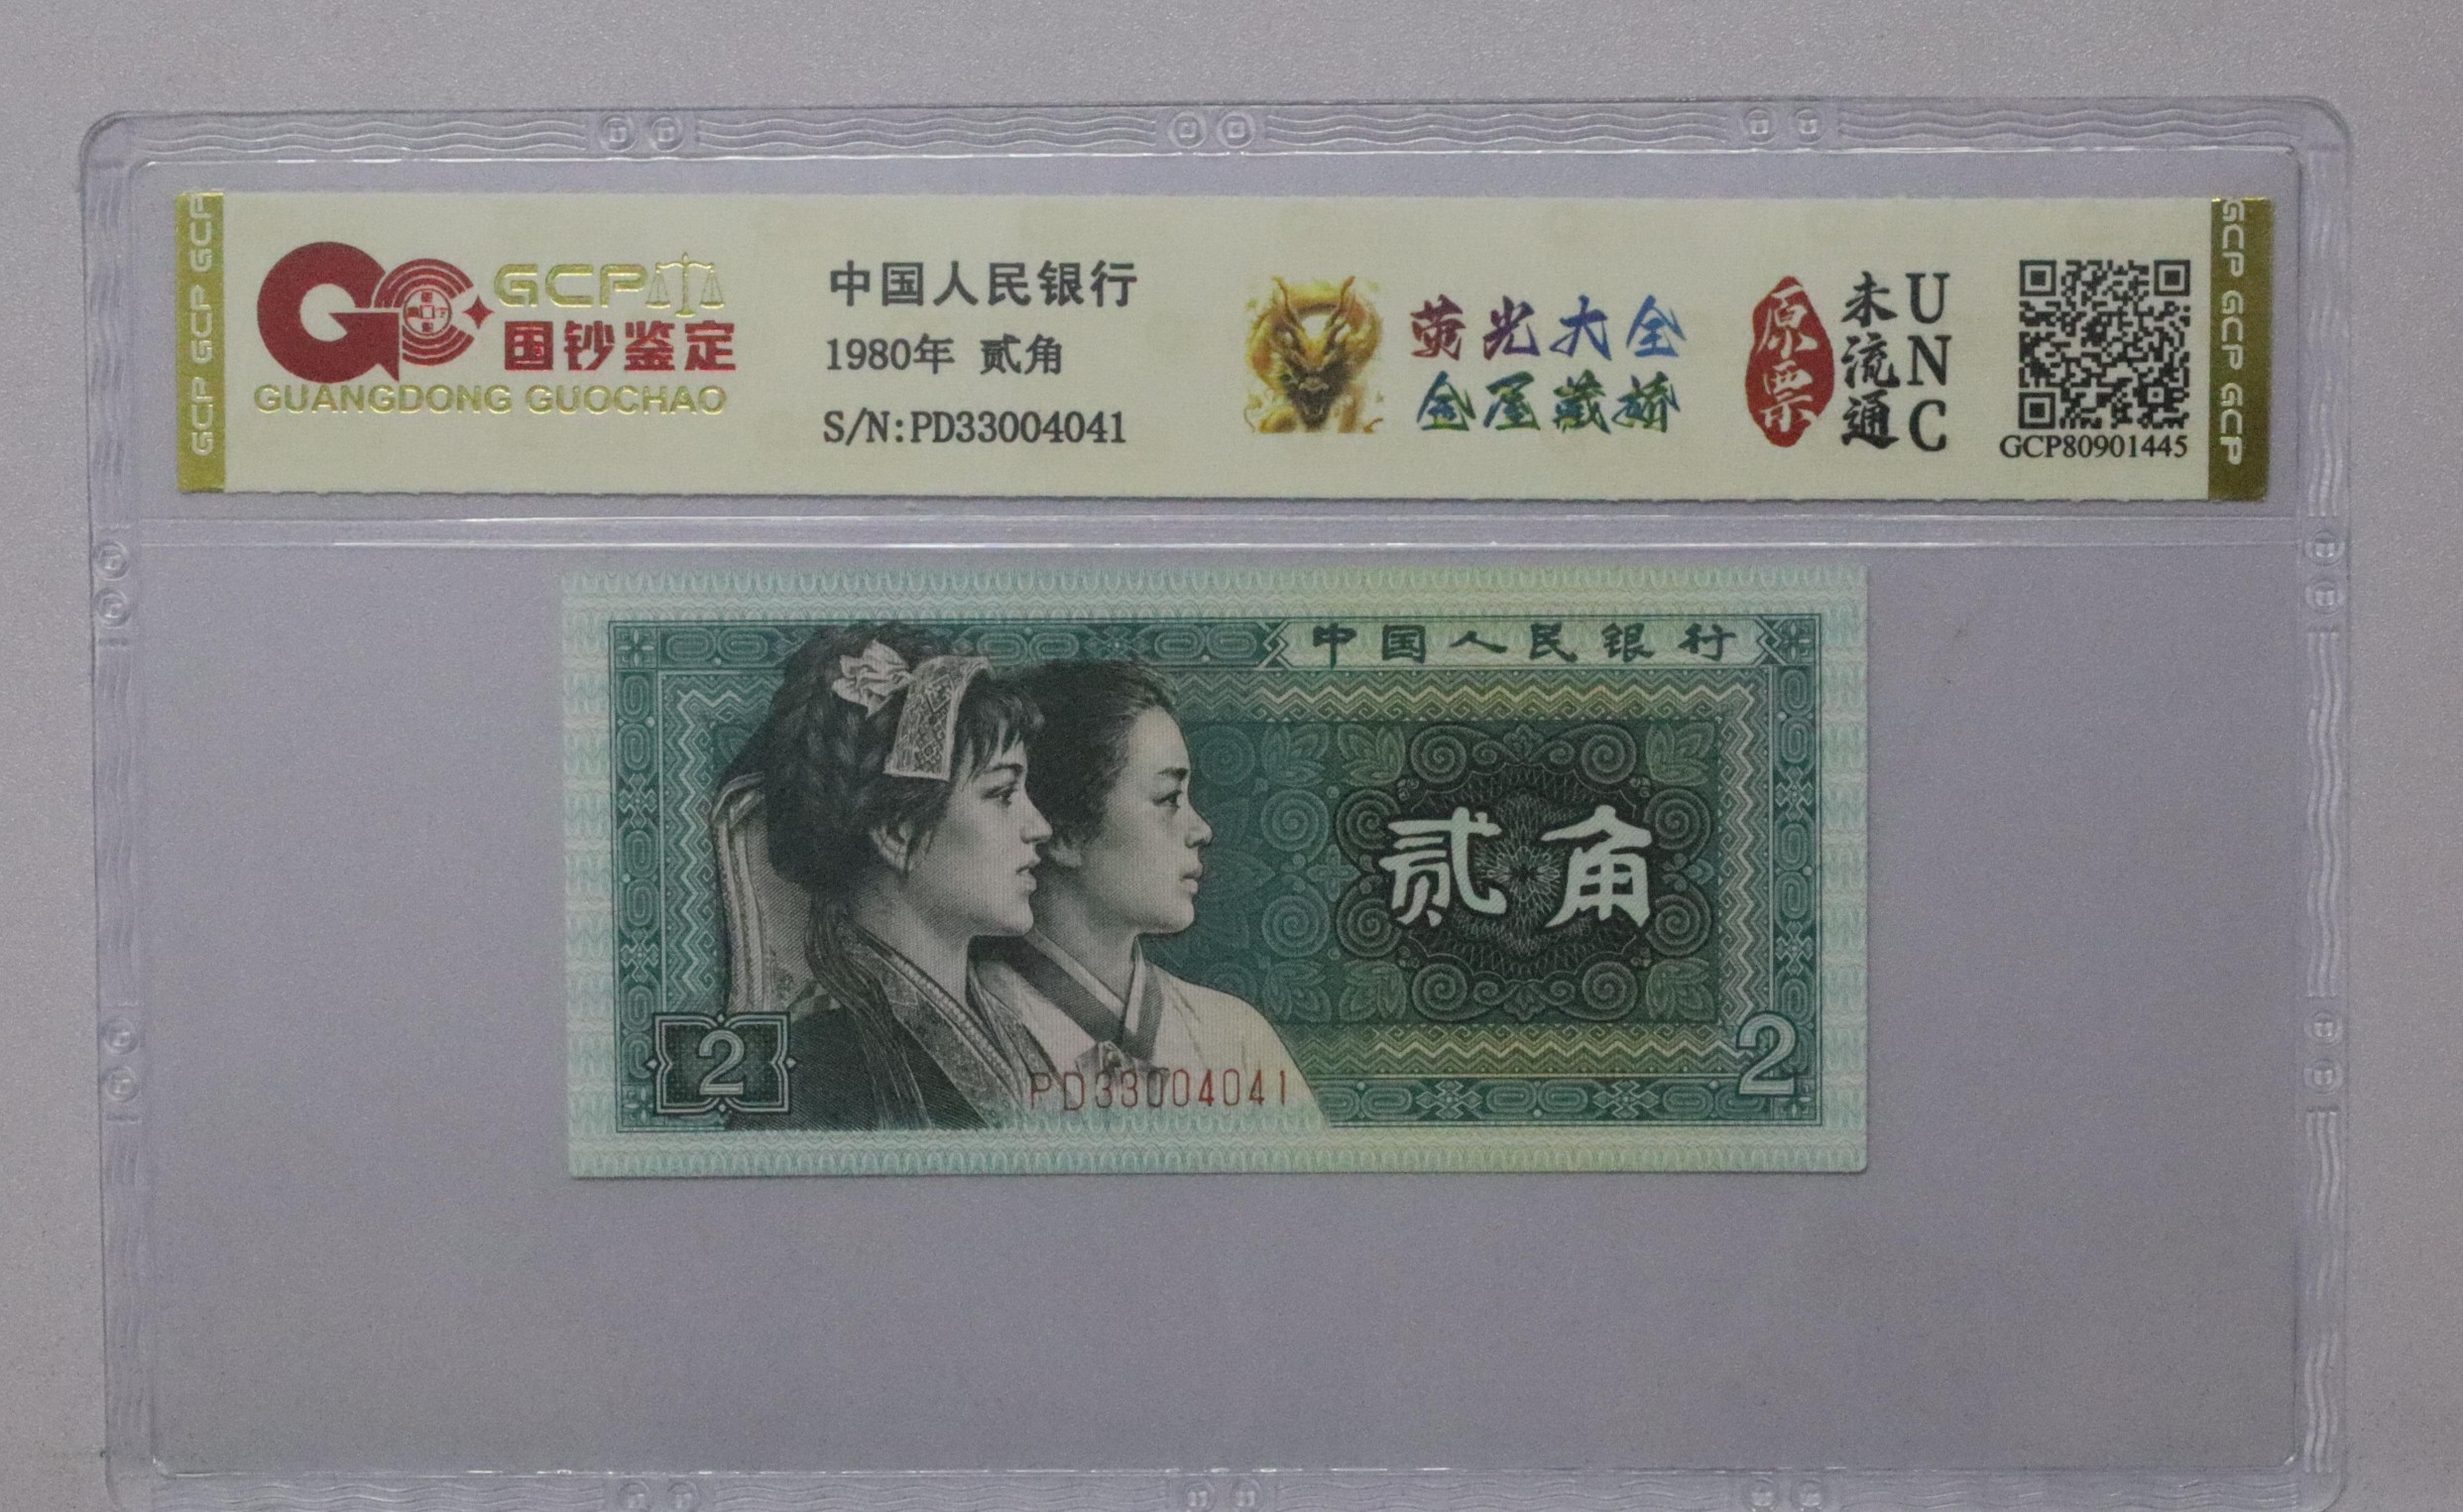 GCP GCP GCP
GCP
国钞鉴定
GUANGDONG GUOCHAO
中国人民银行
1980年 贰角
S/N:PD33004041
荧光大全
金屋藏娇
原票
未流通
UNC
GCP80901445
GCP GCP GCP
中国人民银行
贰角
2
PD33004041
2